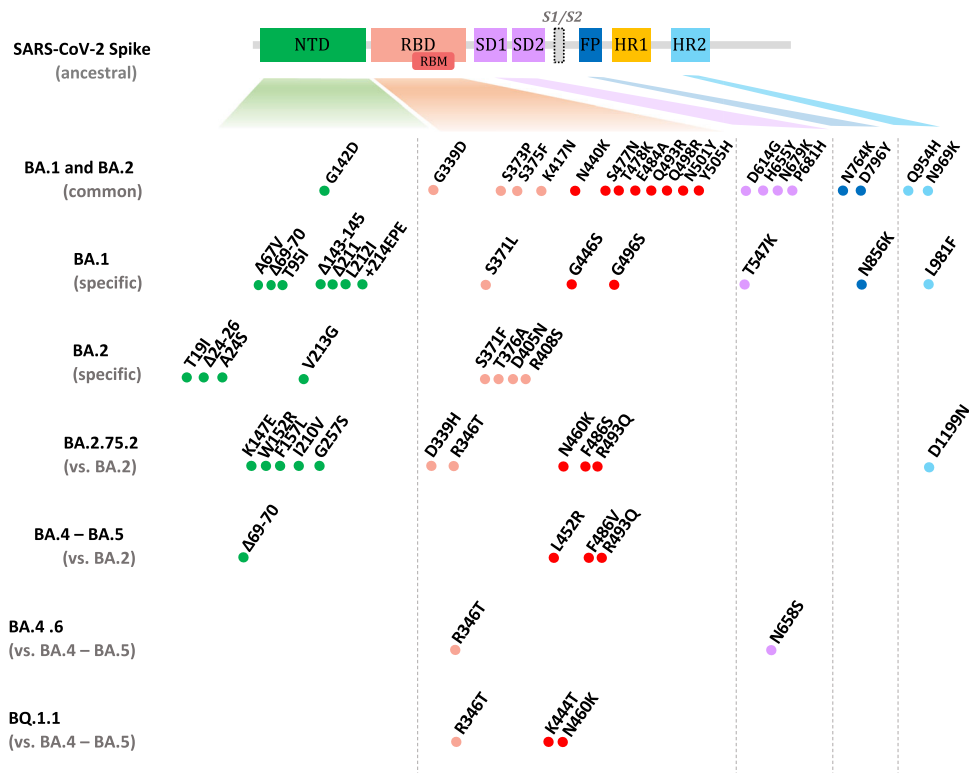 S1/S2
SARS-CoV-2 Spike
(ancestral)
NTD RBD SD1 SD2 FP HR1 HR2
RBM
BA.1 and BA.2
(common)
G142D G339D S373P S375F K417N N440K S477N T478K E484A Q493R Q498R N501Y Y505H D614G H655Y N679K P681H N764K D796Y Q954H N969K
BA.1
(specific)
A67V Δ69-70 T95I Δ143-145 Δ211 L212I +214EPE S371L G446S G496S T547K N856K L981F
BA.2
(specific)
T19I Δ24-26 A24S V213G S371F T376A D405N R408S
BA.2.75.2
(vs. BA.2)
K147E W152R F157L I210V G257S D339H R346T N460K F486S R493Q D1199N
BA.4 – BA.5
(vs. BA.2)
Δ69-70 L452R F486V R493Q
BA.4 .6
(vs. BA.4 – BA.5)
R346T N658S
BQ.1.1
(vs. BA.4 – BA.5)
R346T K444T N460K